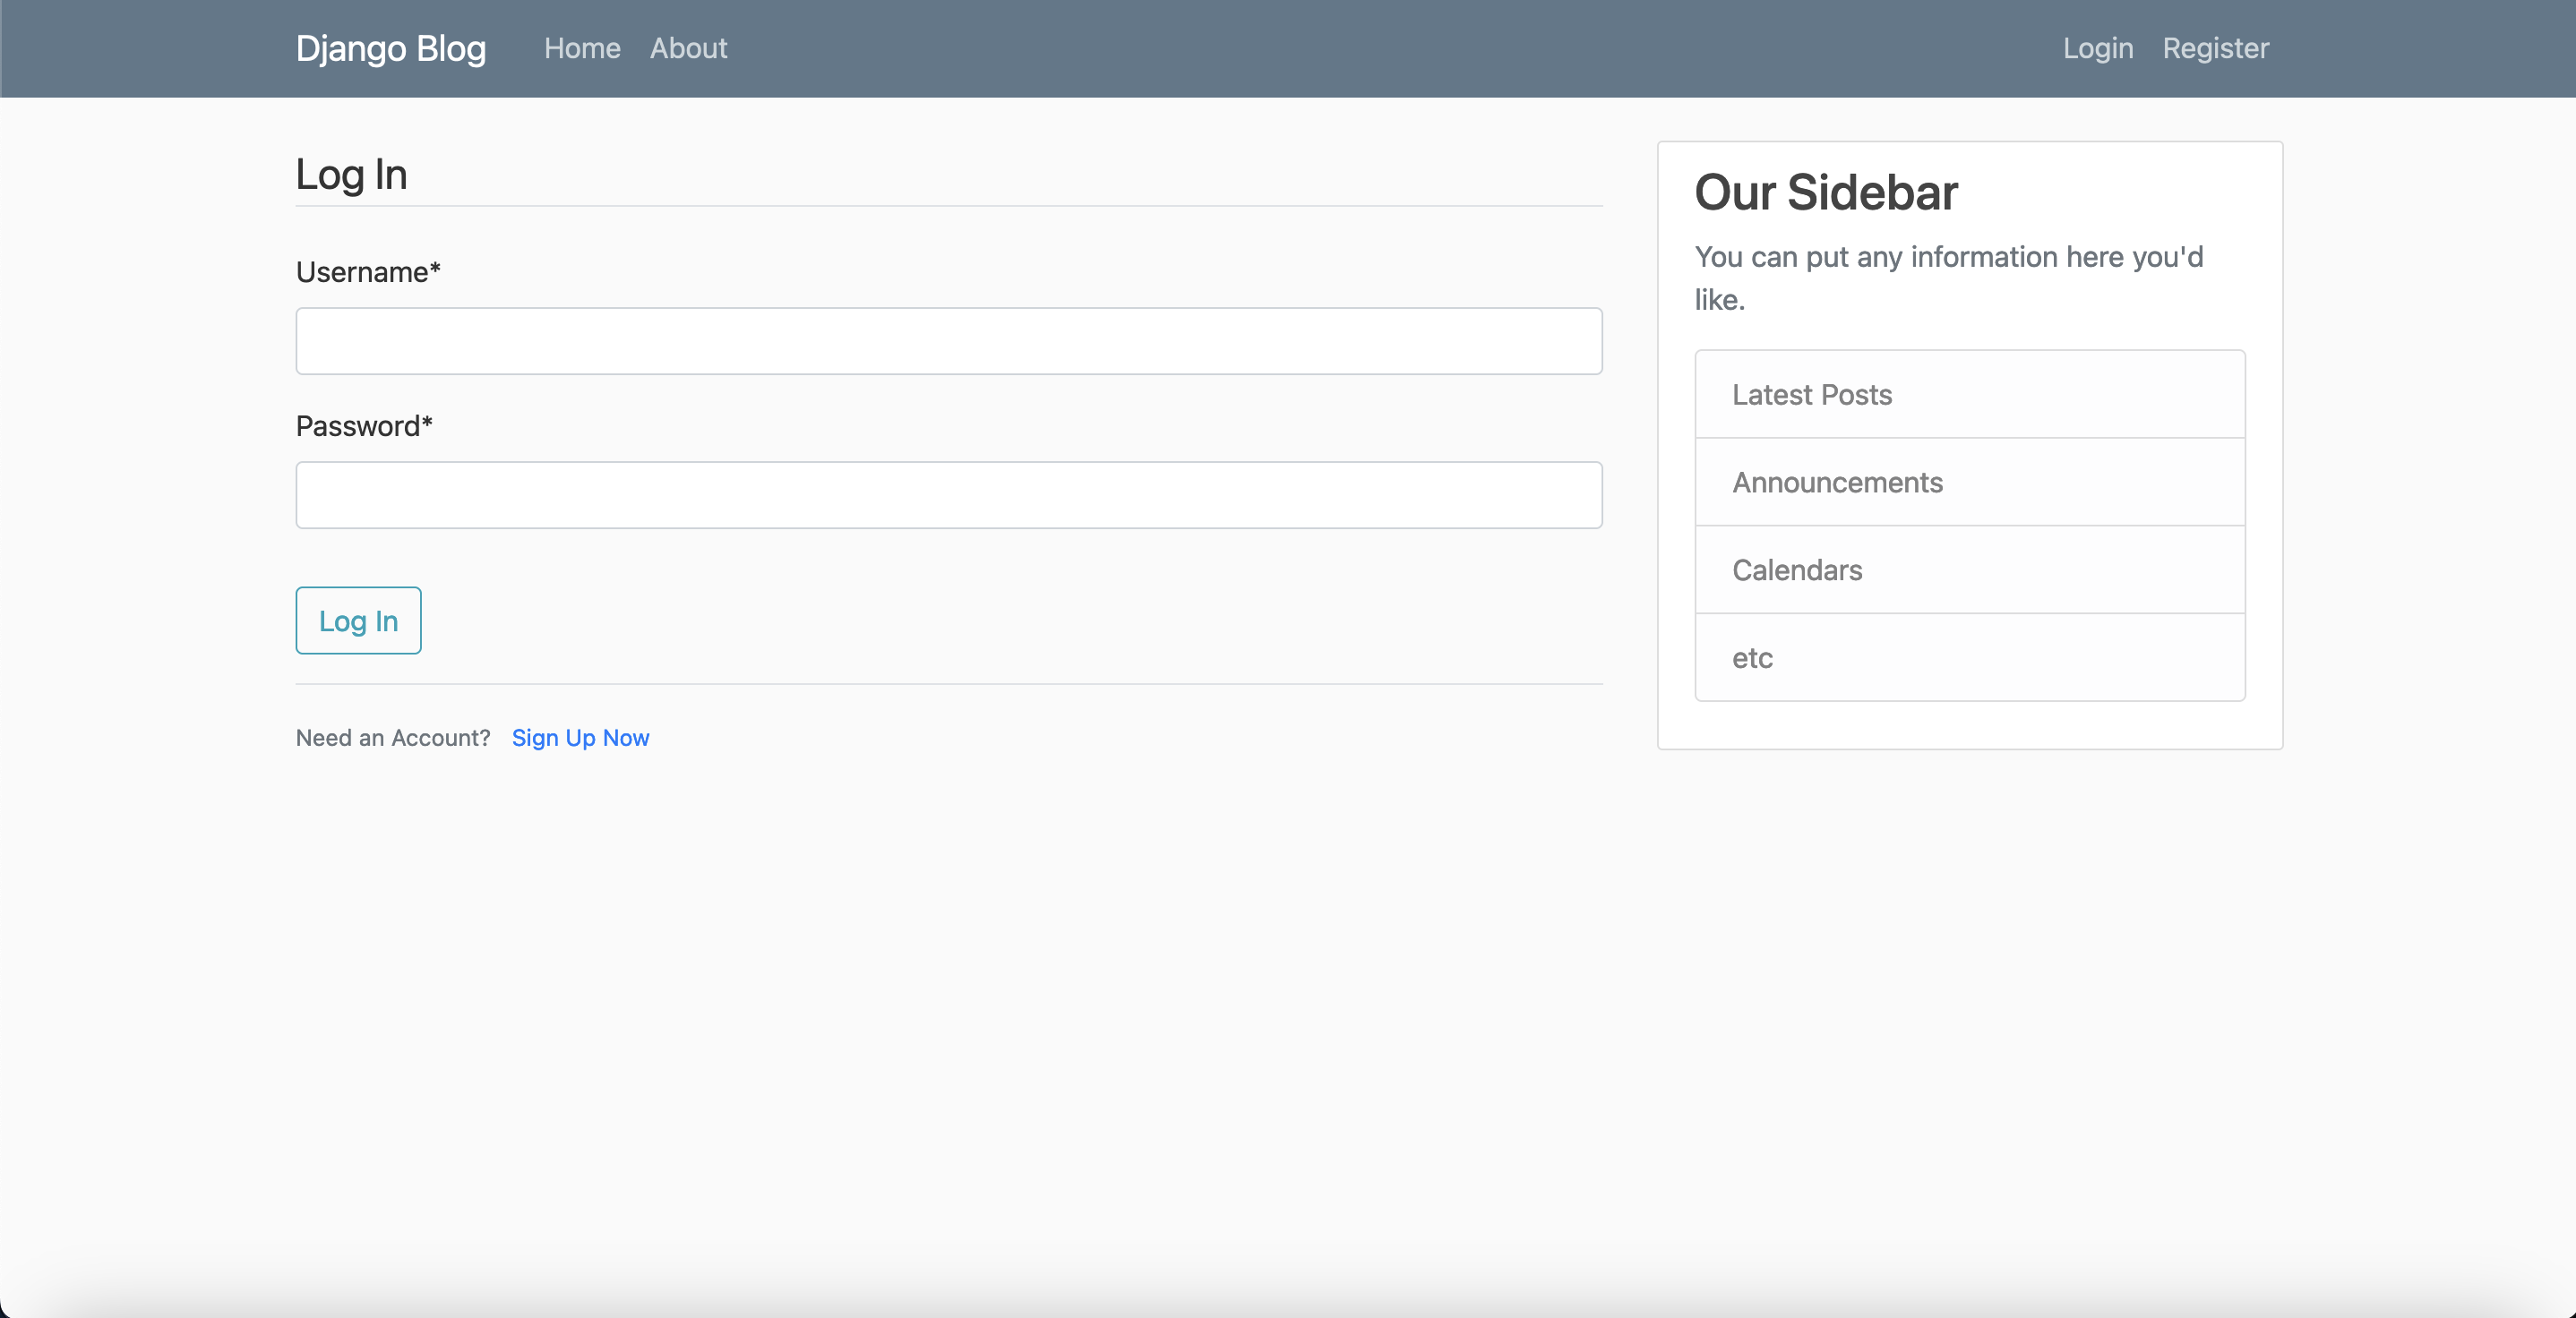 Django Blog Home About Login Register
Log In
Username*
Password*
Log In
Need an Account? Sign Up Now
Our Sidebar
You can put any information here you'd
like.
Latest Posts
Announcements
Calendars
etc